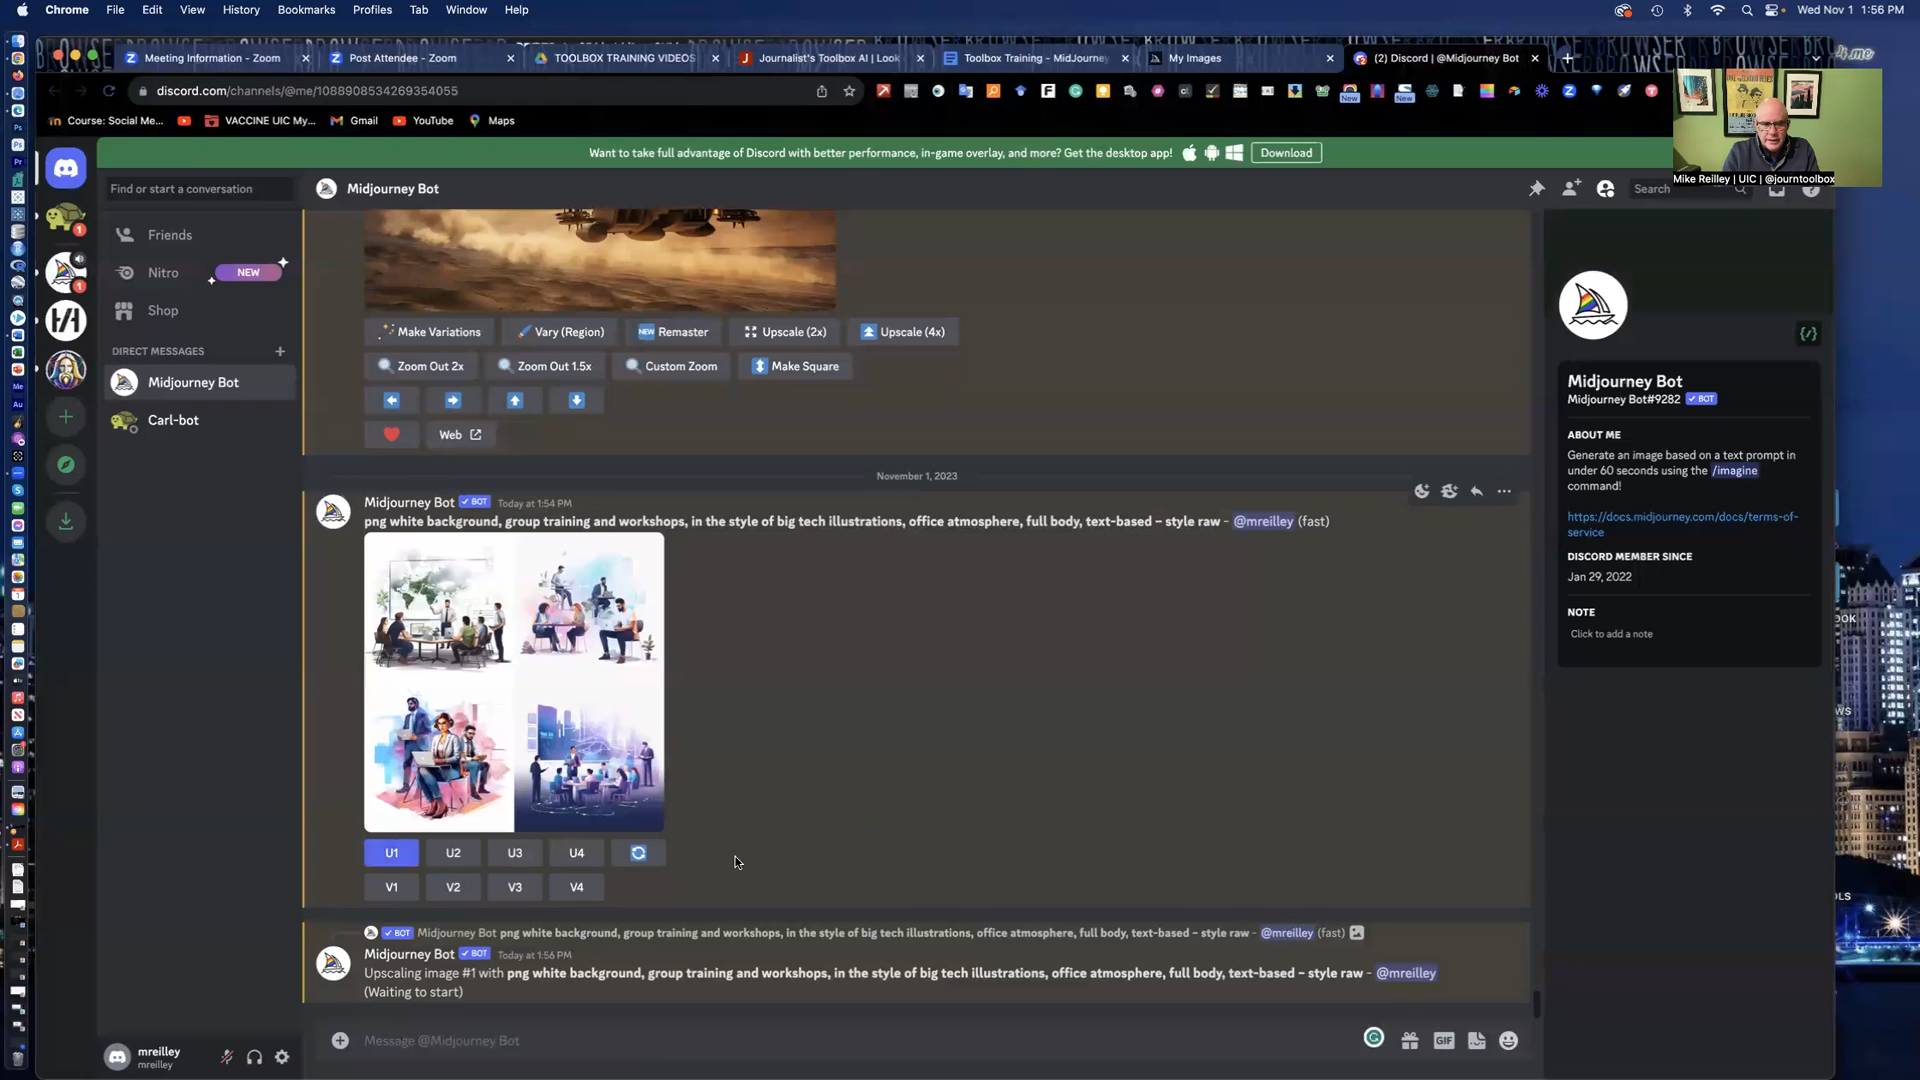 Chrome File Edit View History Bookmarks Profiles Tab Window Help
Wed Nov 1 1:56 PM
Meeting Information - Zoom
Post Attendee - Zoom
TOOLBOX TRAINING VIDEOS
Journalist's Toolbox AI | Look
Toolbox Training - MidJourney
My Images
(2) Discord | @Midjourney Bot
discord.com/channels/@me/1088908534269354055
New
New
Course: Social Me...
VACCINE UIC My...
Gmail
YouTube
Maps
Mike Reilley | UIC | @journtoolbox
Want to take full advantage of Discord with better performance, in-game overlay, and more? Get the desktop app!
Download
Find or start a conversation
Midjourney Bot
Search
Friends
Nitro
NEW
Shop
DIRECT MESSAGES
Midjourney Bot
Carl-bot
1
1
Make Variations
Vary (Region)
NEW Remaster
Upscale (2x)
Upscale (4x)
Zoom Out 2x
Zoom Out 1.5x
Custom Zoom
Make Square
Web
November 1, 2023
Midjourney Bot BOT Today at 1:54 PM
png white background, group training and workshops, in the style of big tech illustrations, office atmosphere, full body, text-based – style raw - @mreilley (fast)
U1 U2 U3 U4
V1 V2 V3 V4
BOT Midjourney Bot png white background, group training and workshops, in the style of big tech illustrations, office atmosphere, full body, text-based – style raw - @mreilley (fast)
Midjourney Bot BOT Today at 1:56 PM
Upscaling image #1 with png white background, group training and workshops, in the style of big tech illustrations, office atmosphere, full body, text-based – style raw - @mreilley
(Waiting to start)
Message @Midjourney Bot
GIF
mreilley
mreilley
Midjourney Bot
Midjourney Bot#9282 BOT
ABOUT ME
Generate an image based on a text prompt in
under 60 seconds using the /imagine
command!
https://docs.midjourney.com/docs/terms-of-
service
DISCORD MEMBER SINCE
Jan 29, 2022
NOTE
Click to add a note